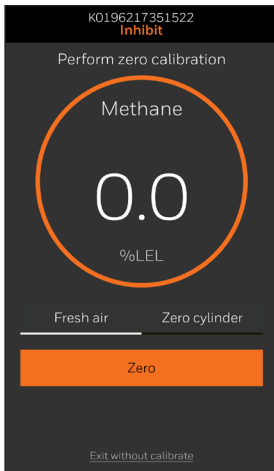 K0196217351522
Inhibit
Perform zero calibration
Methane
0.0
%LEL
Fresh air Zero cylinder
Zero
Exit without calibrate